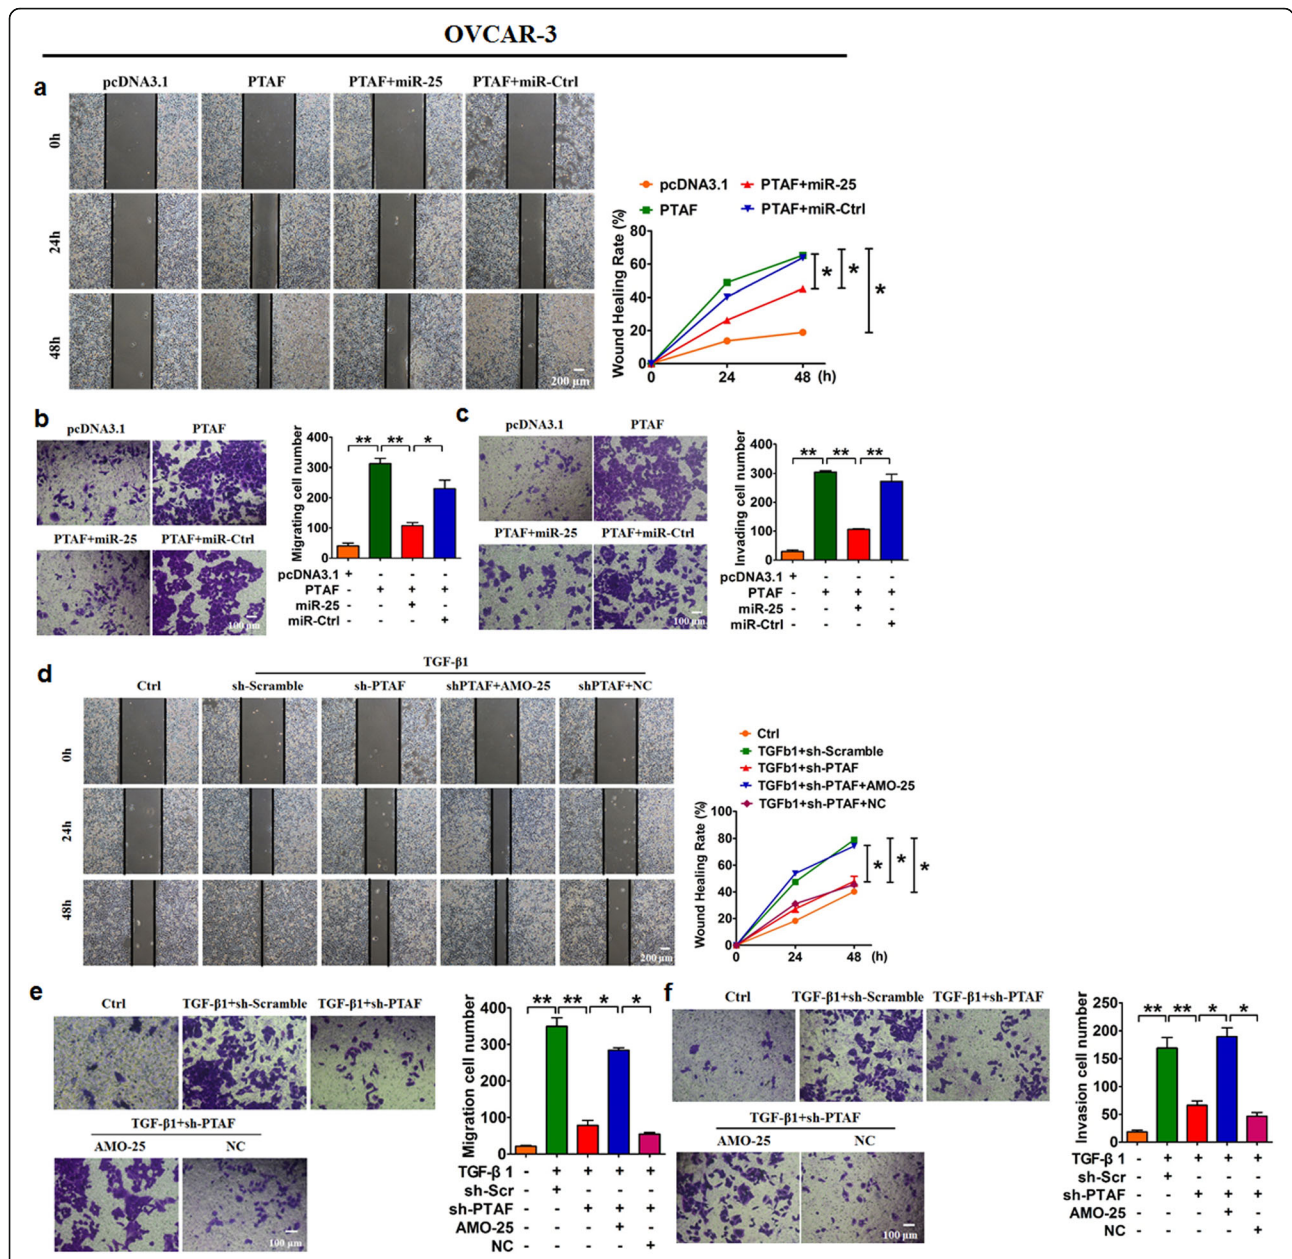 OVCAR-3
a
pcDNA3.1 PTAF PTAF+miR-25 PTAF+miR-Ctrl
0h
24h
48h
200 μm
pcDNA3.1 PTAF+miR-25
PTAF PTAF+miR-Ctrl
Wound Healing Rate (%)
80
60
40
20
0
0 24 48 (h)
* * *
b
pcDNA3.1 PTAF
PTAF+miR-25 PTAF+miR-Ctrl
100 μm
Migrating cell number
400
300
200
100
0
** ** *
pcDNA3.1 + - - -
PTAF - + + +
miR-25 - - + -
miR-Ctrl - - - +
c
pcDNA3.1 PTAF
PTAF+miR-25 PTAF+miR-Ctrl
100 μm
Invading cell number
400
300
200
100
0
** ** **
pcDNA3.1 + - - -
PTAF - + + +
miR-25 - - + -
miR-Ctrl - - - +
d
TGF-β1
Ctrl sh-Scramble sh-PTAF shPTAF+AMO-25 shPTAF+NC
0h
24h
48h
200 μm
Ctrl
TGFb1+sh-Scramble
TGFb1+sh-PTAF
TGFb1+sh-PTAF+AMO-25
TGFb1+sh-PTAF+NC
Wound Healing Rate (%)
100
80
60
40
20
0
0 24 48 (h)
* * *
e
Ctrl TGF-β1+sh-Scramble TGF-β1+sh-PTAF
TGF-β1+sh-PTAF
AMO-25 NC
100 μm
Migration cell number
400
300
200
100
0
** ** * *
TGF-β 1 - + + + +
sh-Scr - + - - -
sh-PTAF - - + + +
AMO-25 - - - + -
NC - - - - +
f
Ctrl TGF-β1+sh-Scramble TGF-β1+sh-PTAF
TGF-β1+sh-PTAF
AMO-25 NC
100 μm
Invasion cell number
250
200
150
100
50
0
** ** * *
TGF-β 1 - + + + +
sh-Scr - + - - -
sh-PTAF - - + + +
AMO-25 - - - + -
NC - - - - +